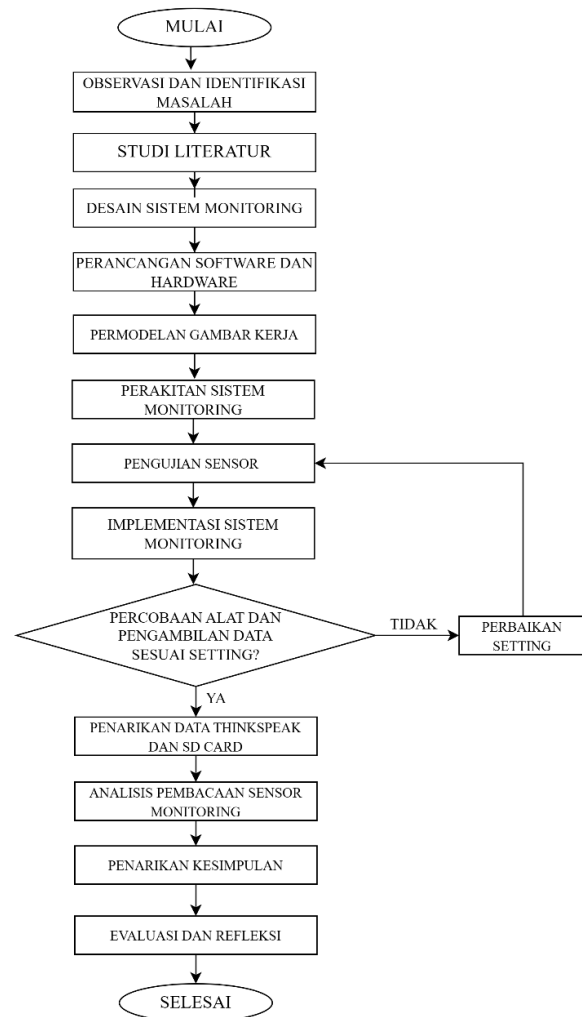 MULAI
OBSERVASI DAN IDENTIFIKASI
MASALAH
STUDI LITERATUR
DESAIN SISTEM MONITORING
PERANCANGAN SOFTWARE DAN
HARDWARE
PERMODELAN GAMBAR KERJA
PERAKITAN SISTEM
MONITORING
PENGUJIAN SENSOR
IMPLEMENTASI SISTEM
MONITORING
PERCOBAAN ALAT DAN
PENGAMBILAN DATA
SESUAI SETTING?
TIDAK
PERBAIKAN
SETTING
YA
PENARIKAN DATA THINKSPEAK
DAN SD CARD
ANALISIS PEMBACAAN SENSOR
MONITORING
PENARIKAN KESIMPULAN
EVALUASI DAN REFLEKSI
SELESAI